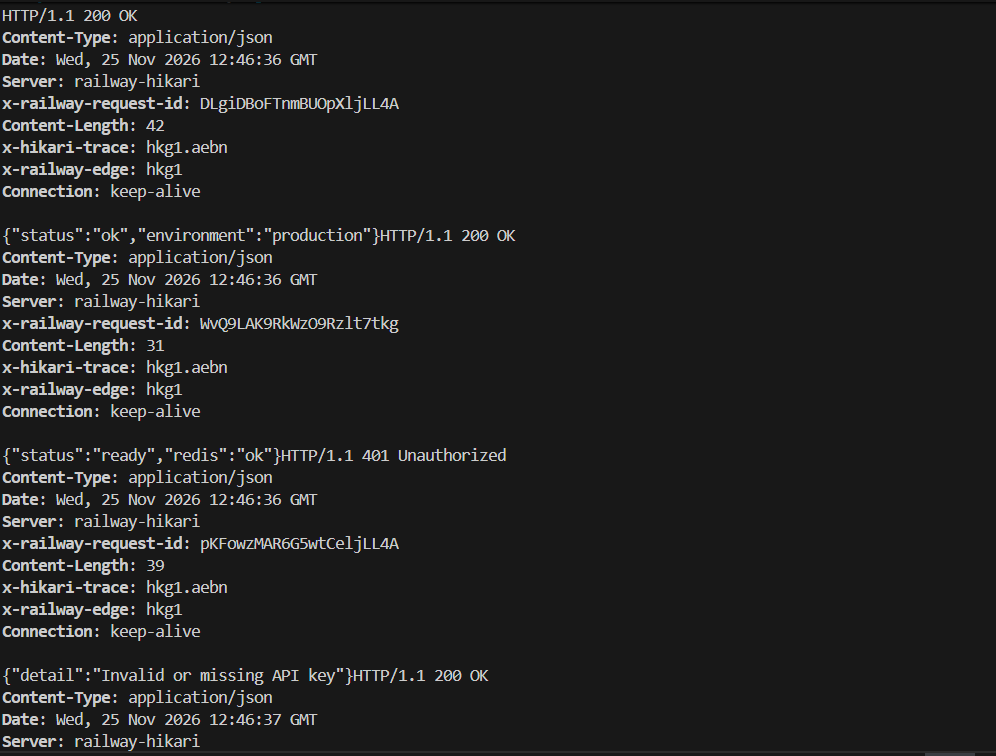 HTTP/1.1 200 OK
Content-Type: application/json
Date: Wed, 25 Nov 2026 12:46:36 GMT
Server: railway-hikari
x-railway-request-id: DLgiDBoFTnmBUOpXljLL4A
Content-Length: 42
x-hikari-trace: hkg1.aebn
x-railway-edge: hkg1
Connection: keep-alive
{"status":"ok","environment":"production"}HTTP/1.1 200 OK
Content-Type: application/json
Date: Wed, 25 Nov 2026 12:46:36 GMT
Server: railway-hikari
x-railway-request-id: WvQ9LAK9RkWzO9Rzlt7tkg
Content-Length: 31
x-hikari-trace: hkg1.aebn
x-railway-edge: hkg1
Connection: keep-alive
{"status":"ready","redis":"ok"}HTTP/1.1 401 Unauthorized
Content-Type: application/json
Date: Wed, 25 Nov 2026 12:46:36 GMT
Server: railway-hikari
x-railway-request-id: pKFowzMAR6G5wtCeljLL4A
Content-Length: 39
x-hikari-trace: hkg1.aebn
x-railway-edge: hkg1
Connection: keep-alive
{"detail":"Invalid or missing API key"}HTTP/1.1 200 OK
Content-Type: application/json
Date: Wed, 25 Nov 2026 12:46:37 GMT
Server: railway-hikari